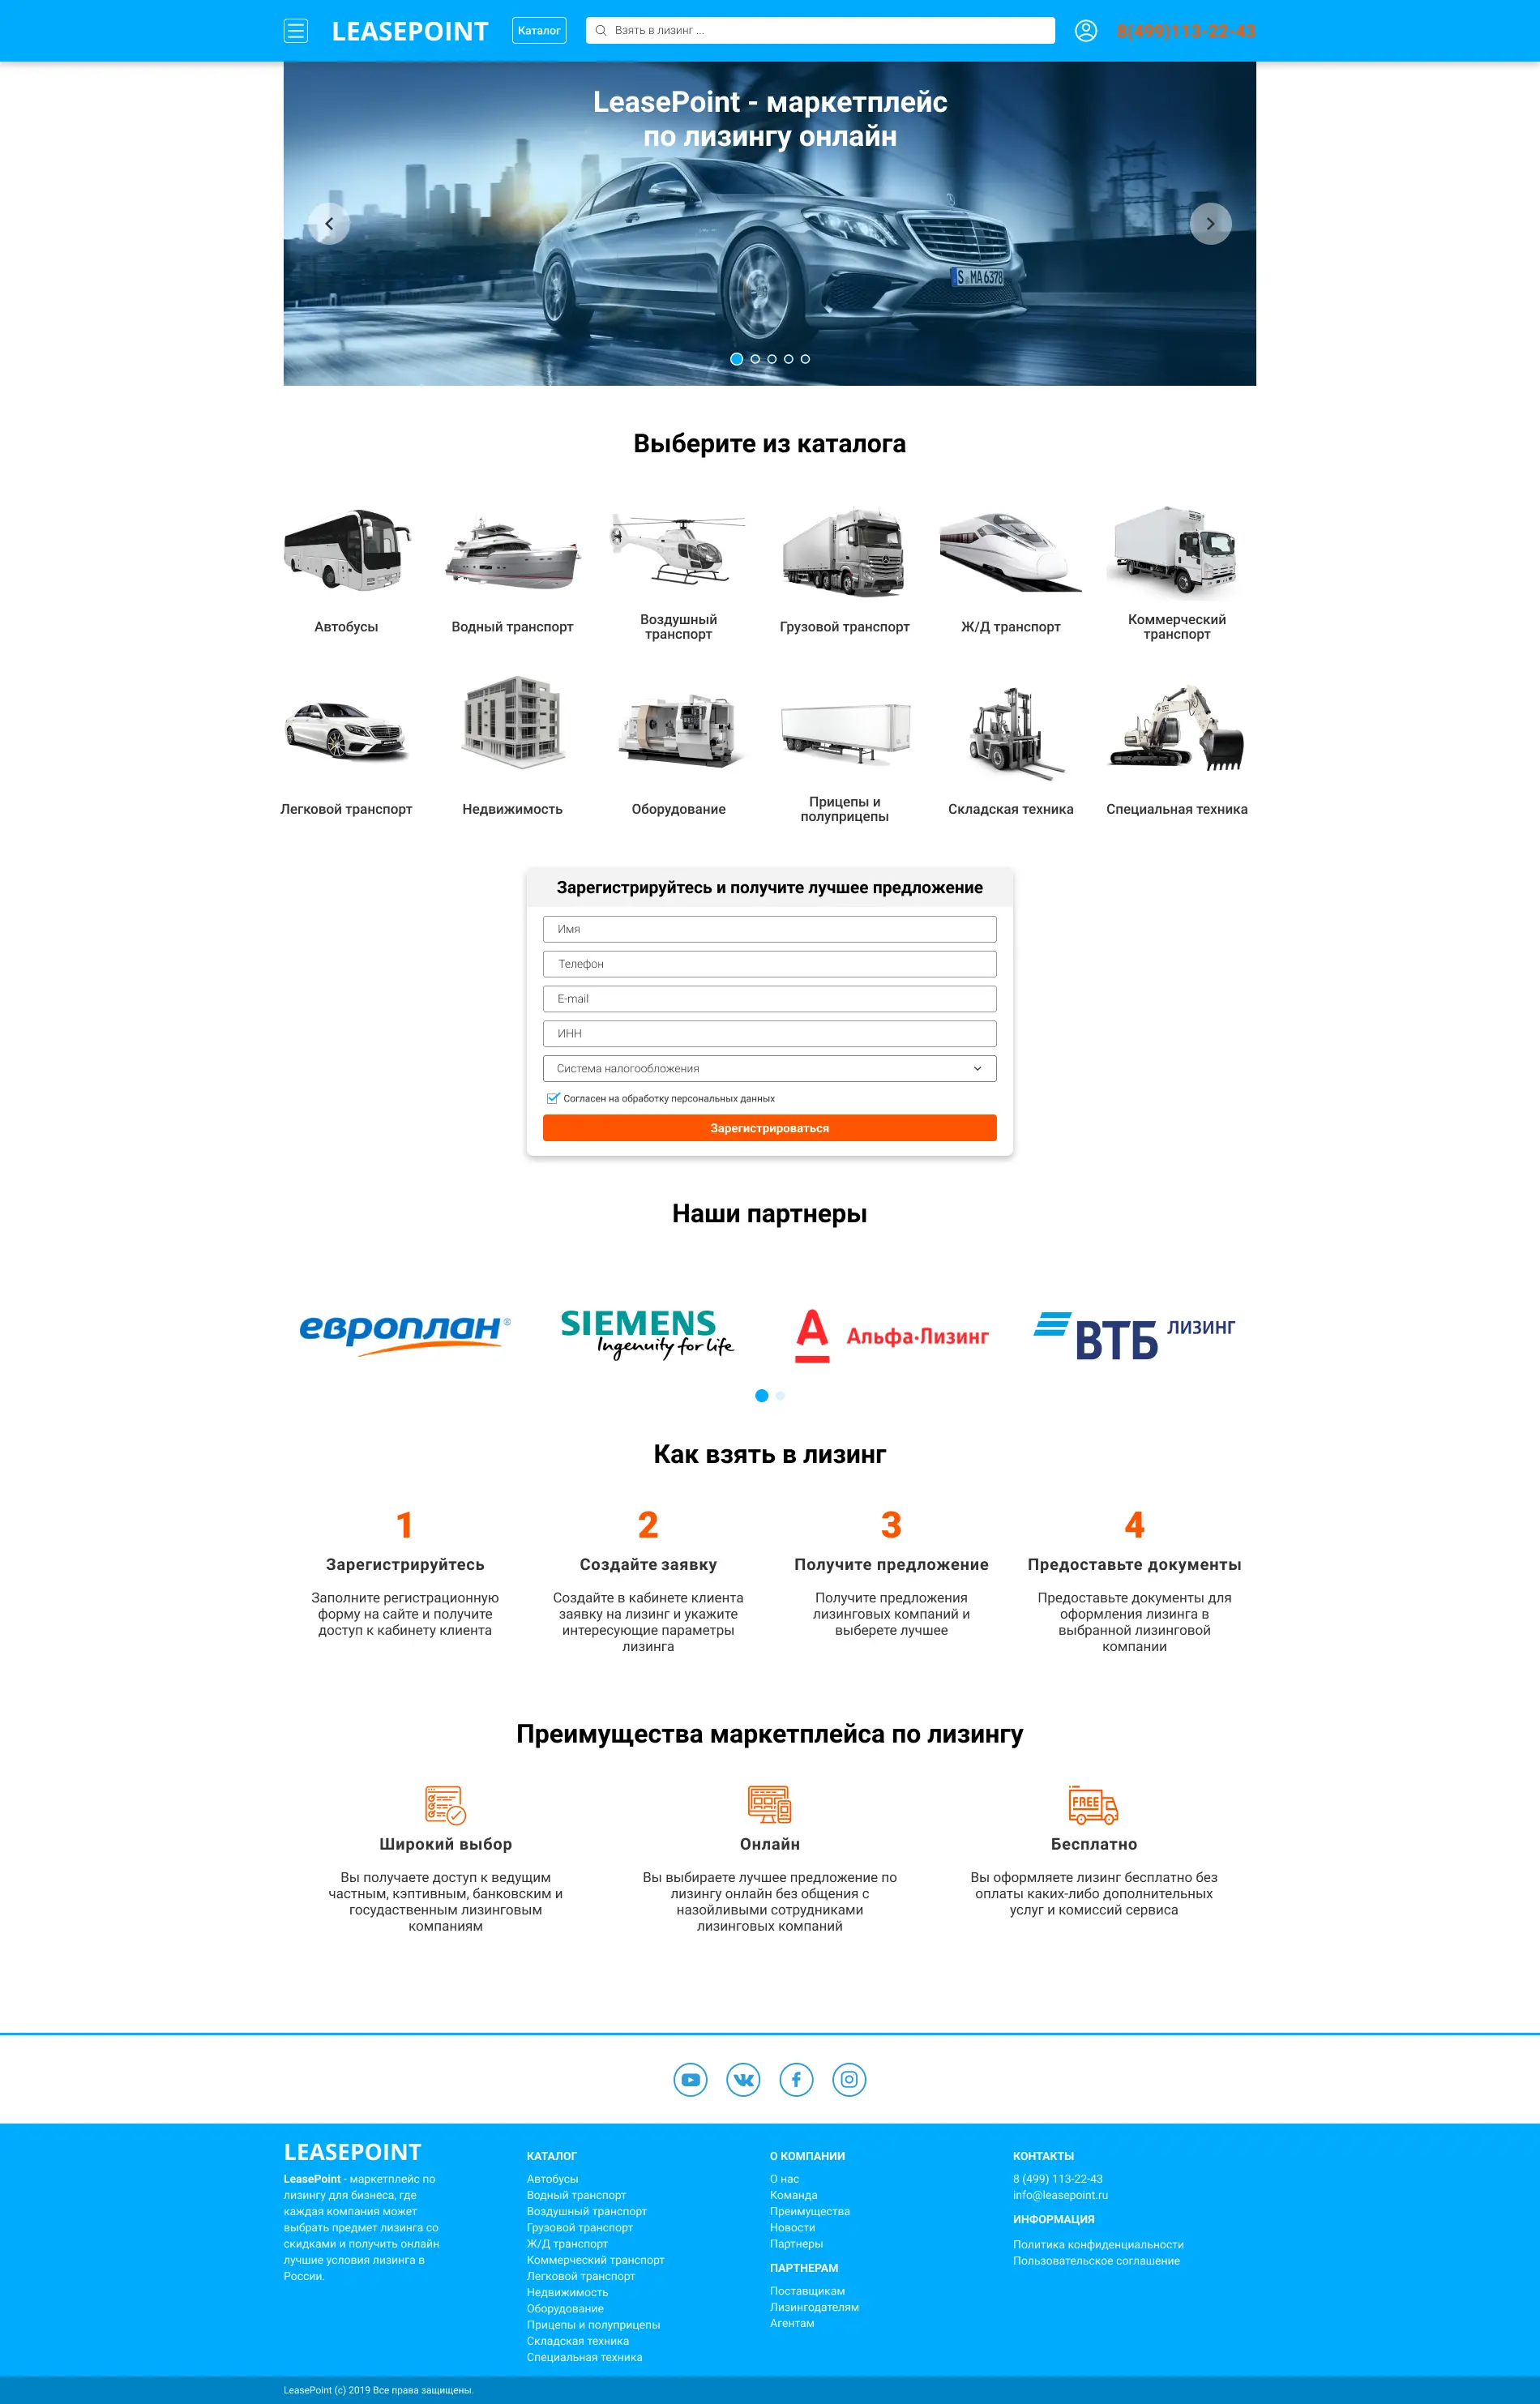 LEASEPOINT
Каталог
Взять в лизинг ...
8(499)113-22-43
LeasePoint - маркетплейс
по лизингу онлайн
S MA 6378
Выберите из каталога
Автобусы
Водный транспорт
Воздушный
транспорт
Грузовой транспорт
Ж/Д транспорт
Коммерческий
транспорт
Легковой транспорт
Недвижимость
Оборудование
Прицепы и
полуприцепы
Складская техника
Специальная техника
Зарегистрируйтесь и получите лучшее предложение
Имя
Телефон
E-mail
ИНН
Система налогообложения
Согласен на обработку персональных данных
Зарегистрироваться
Наши партнеры
европлан®
SIEMENS
Ingenuity for life
А Альфа·Лизинг
ВТБ ЛИЗИНГ
Как взять в лизинг
1
Зарегистрируйтесь
Заполните регистрационную
форму на сайте и получите
доступ к кабинету клиента
2
Создайте заявку
Создайте в кабинете клиента
заявку на лизинг и укажите
интересующие параметры
лизинга
3
Получите предложение
Получите предложения
лизинговых компаний и
выберете лучшее
4
Предоставьте документы
Предоставьте документы для
оформления лизинга в
выбранной лизинговой
компании
Преимущества маркетплейса по лизингу
Широкий выбор
Вы получаете доступ к ведущим
частным, кэптивным, банковским и
госудаственным лизинговым
компаниям
Онлайн
Вы выбираете лучшее предложение по
лизингу онлайн без общения с
назойливыми сотрудниками
лизинговых компаний
FREE
Бесплатно
Вы оформляете лизинг бесплатно без
оплаты каких-либо дополнительных
услуг и комиссий сервиса
LEASEPOINT
LeasePoint - маркетплейс по
лизингу для бизнеса, где
каждая компания может
выбрать предмет лизинга со
скидками и получить онлайн
лучшие условия лизинга в
России.
КАТАЛОГ
Автобусы
Водный транспорт
Воздушный транспорт
Грузовой транспорт
Ж/Д транспорт
Коммерческий транспорт
Легковой транспорт
Недвижимость
Оборудование
Прицепы и полуприцепы
Складская техника
Специальная техника
О КОМПАНИИ
О нас
Команда
Преимущества
Новости
Партнеры
ПАРТНЕРАМ
Поставщикам
Лизингодателям
Агентам
КОНТАКТЫ
8 (499) 113-22-43
info@leasepoint.ru
ИНФОРМАЦИЯ
Политика конфиденциальности
Пользовательское соглашение
LeasePoint (c) 2019 Все права защищены.